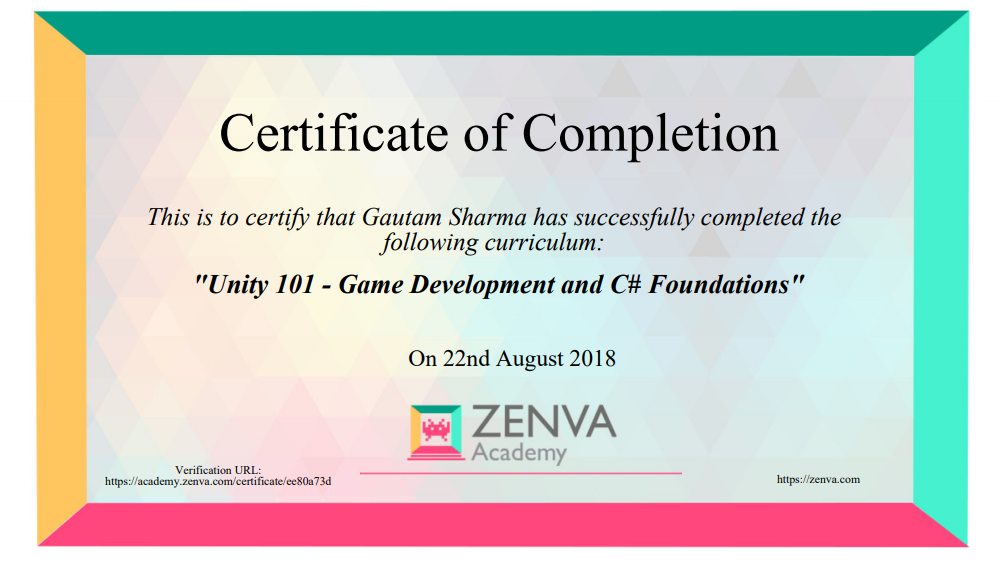 Certificate of Completion
This is to certify that Gautam Sharma has successfully completed the
following curriculum:
"Unity 101 - Game Development and C# Foundations"
On 22nd August 2018
ZENVA
Academy
Verification URL:
https://academy.zenva.com/certificate/ee80a73d
https://zenva.com